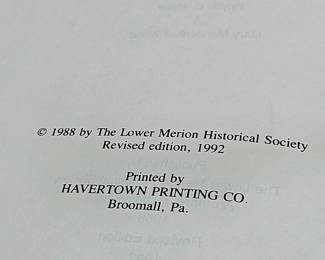 © 1988 by The Lower Merion Historical Society
Revised edition, 1992
Printed by
HAVERTOWN PRINTING CO.
Broomall, Pa.